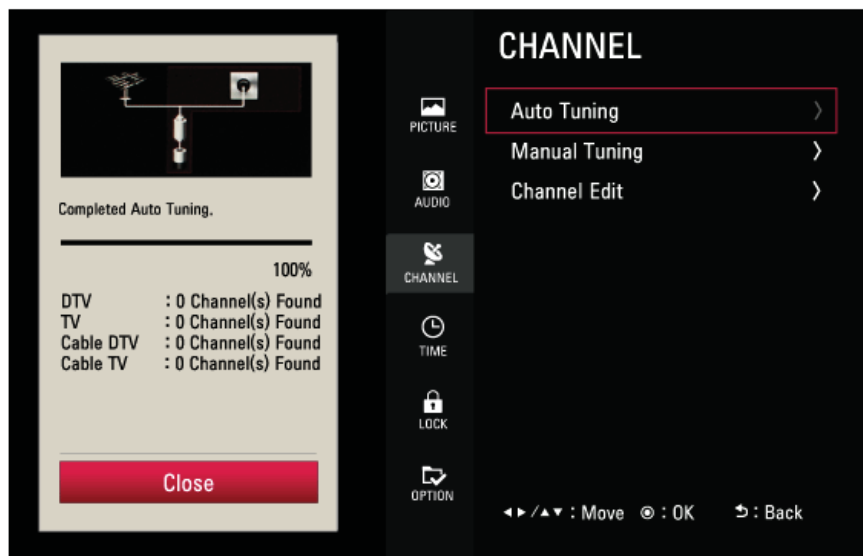 Completed Auto Tuning.
100%
DTV : 0 Channel(s) Found
TV : 0 Channel(s) Found
Cable DTV : 0 Channel(s) Found
Cable TV : 0 Channel(s) Found
Close
PICTURE
AUDIO
CHANNEL
TIME
LOCK
OPTION
CHANNEL
Auto Tuning
Manual Tuning
Channel Edit
◂▸/▴▾ : Move ◉ : OK ⮌ : Back